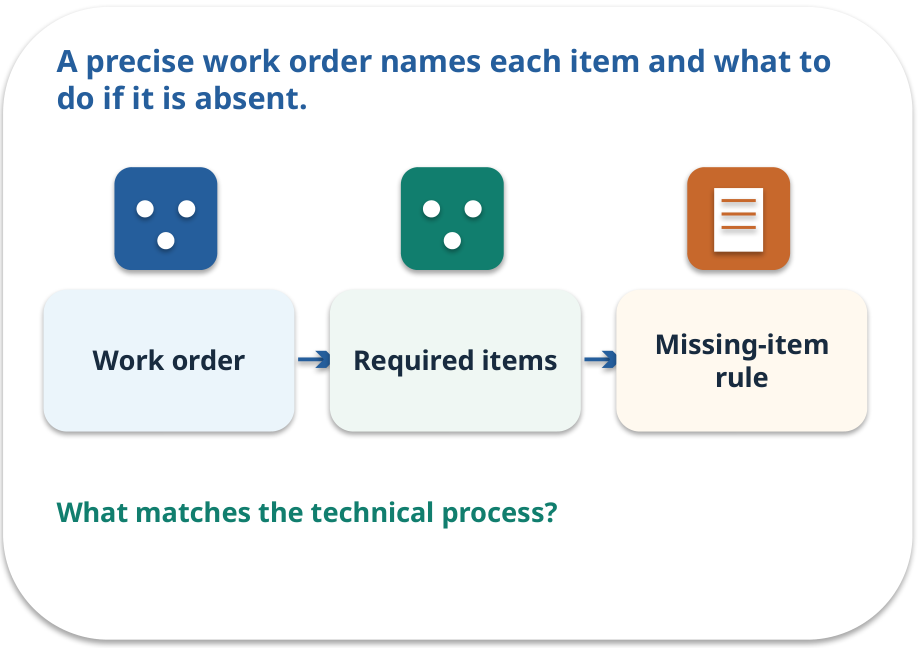 A precise work order names each item and what to
do if it is absent.
Work order
Required items
Missing-item
rule
What matches the technical process?